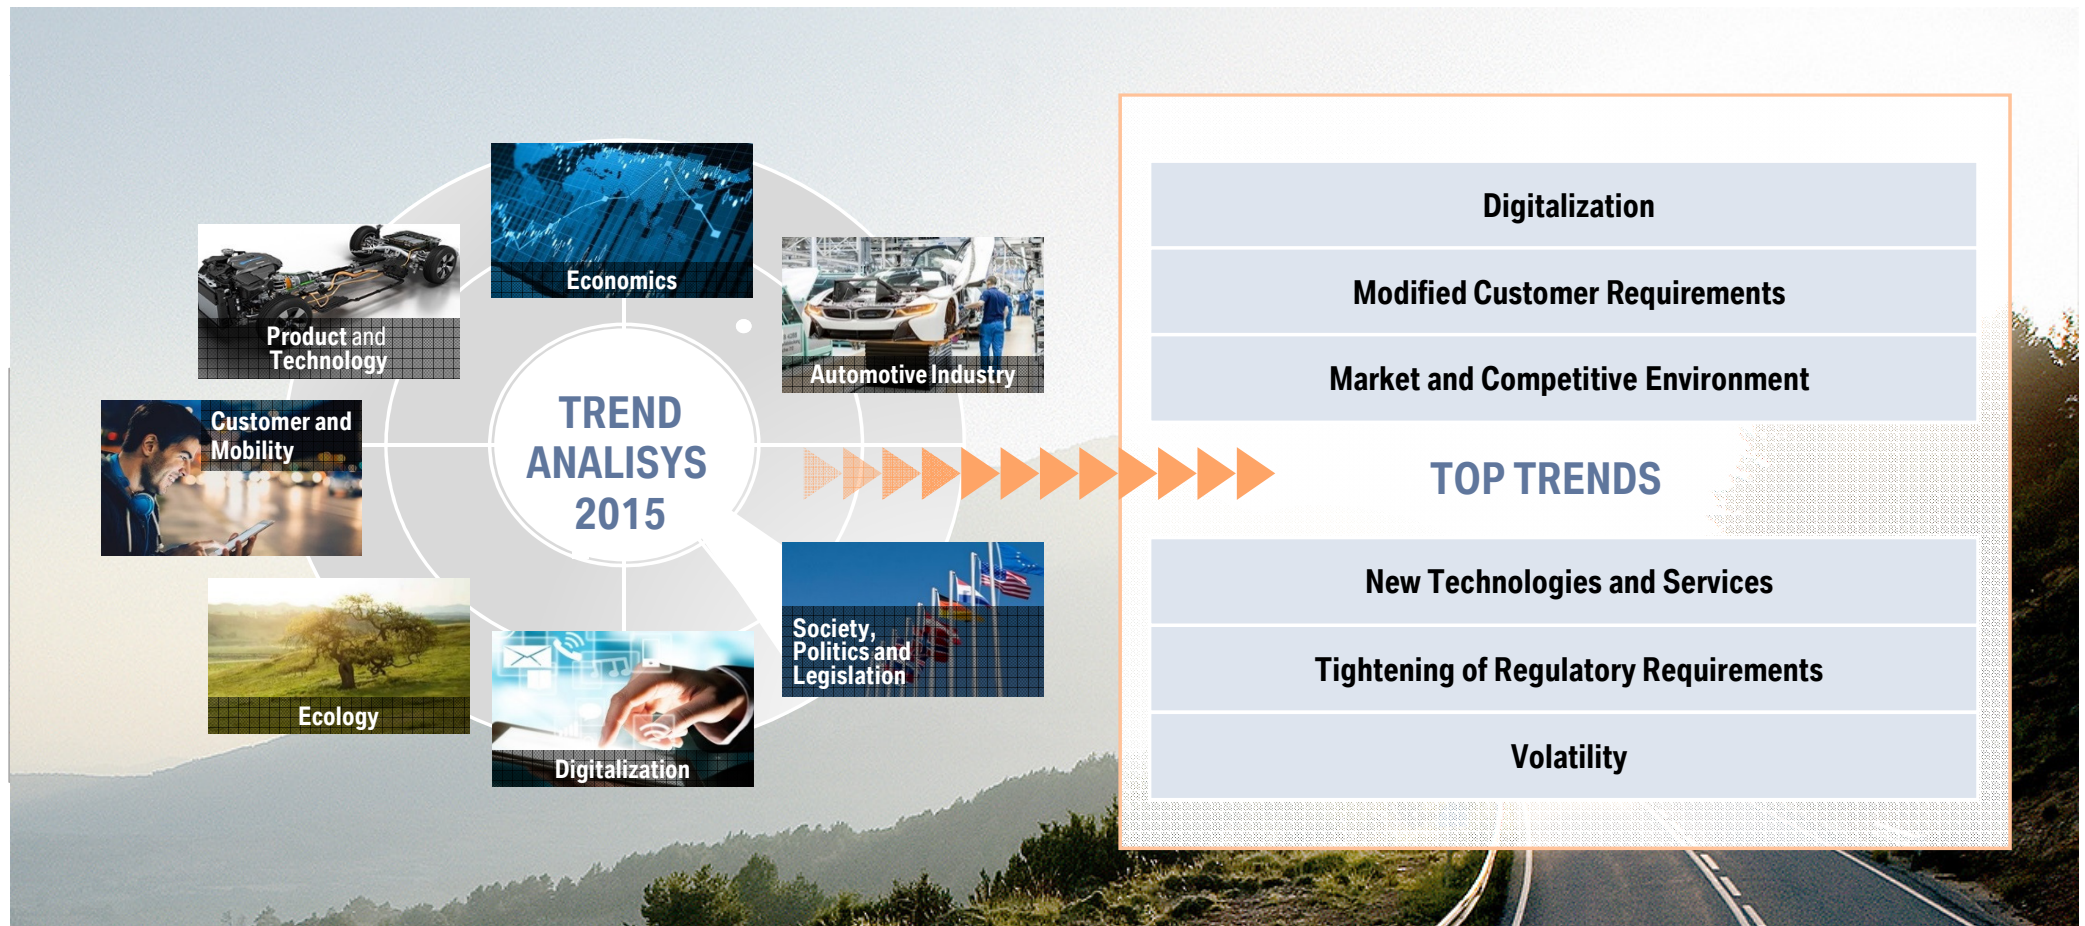 Economics
Product and
Technology
Automotive Industry
Customer and
Mobility
TREND
ANALISYS
2015
Society,
Politics and
Legislation
Ecology
Digitalization
Digitalization
Modified Customer Requirements
Market and Competitive Environment
TOP TRENDS
New Technologies and Services
Tightening of Regulatory Requirements
Volatility